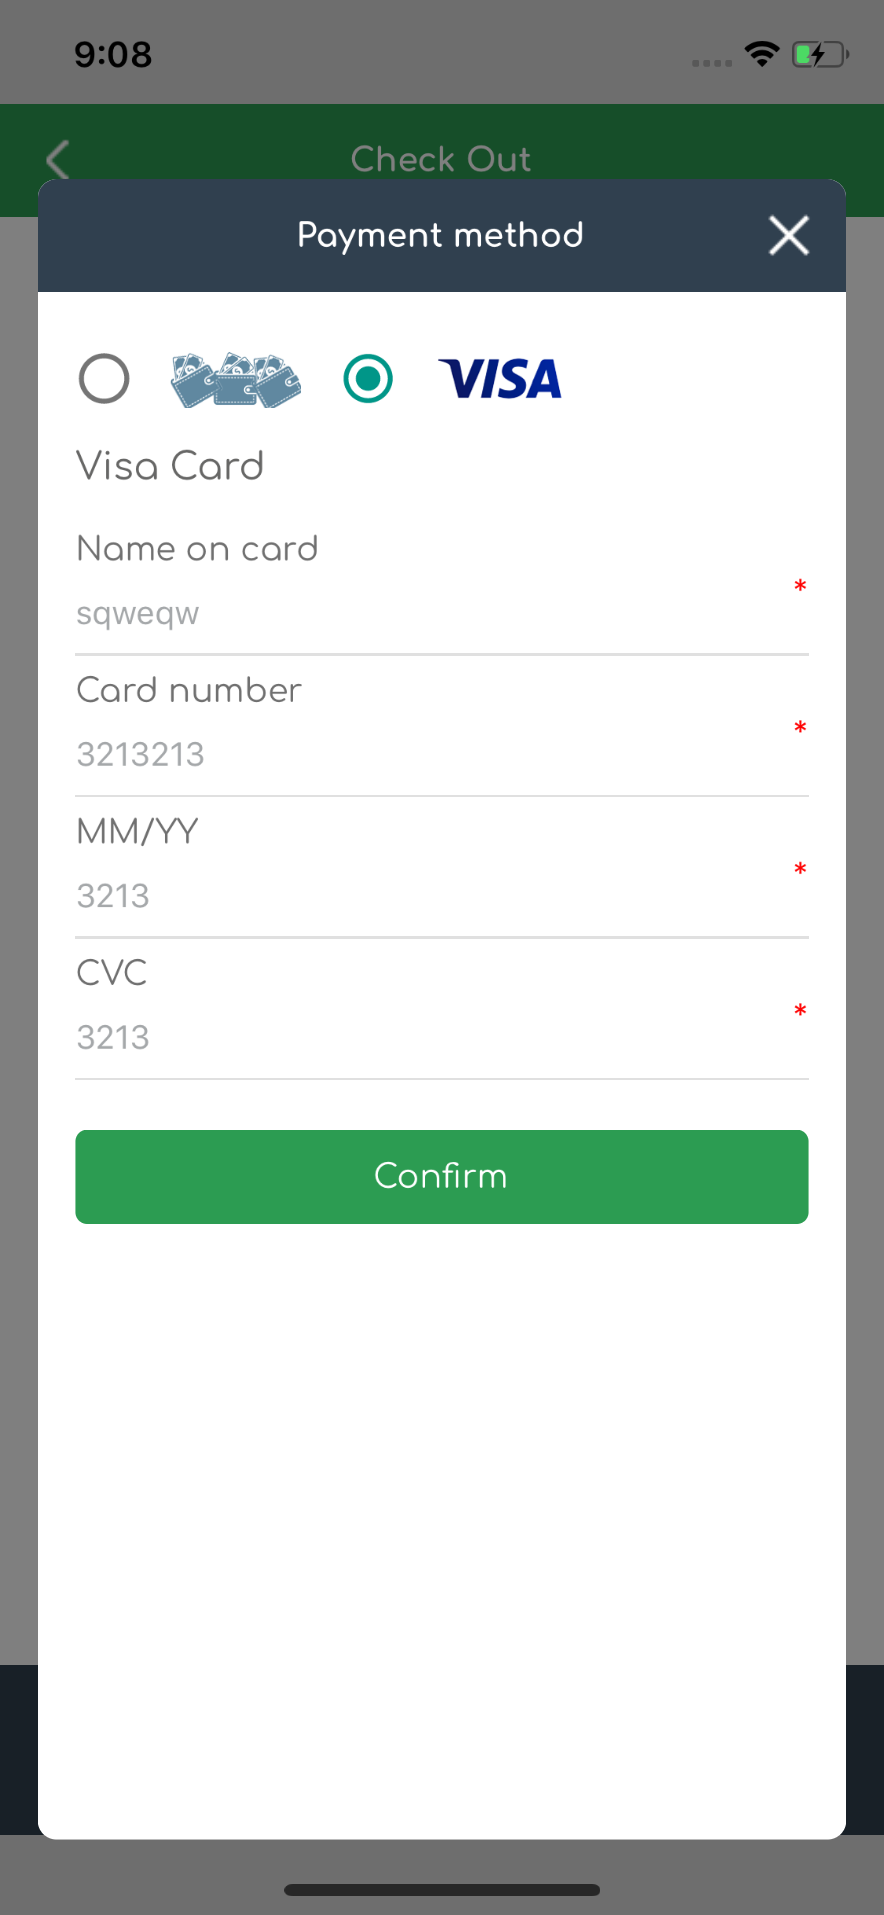 9:08
Check Out
Payment method
VISA
Visa Card
Name on card
*
sqweqw
Card number
*
3213213
MM/YY
*
3213
CVC
*
3213
Confirm